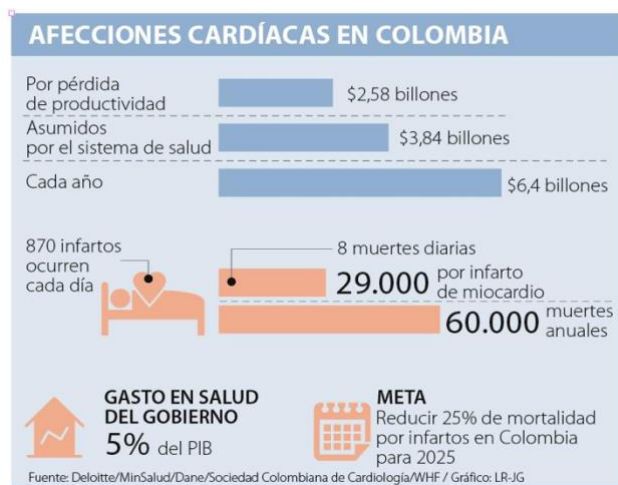 AFECCIONES CARDÍACAS EN COLOMBIA
Por pérdida
de productividad
$2,58 billones
Asumidos
por el sistema de salud
$3,84 billones
Cada año
$6,4 billones
870 infartos
ocurren
cada día
8 muertes diarias
29.000 por infarto
de miocardio
60.000 muertes
anuales
GASTO EN SALUD
DEL GOBIERNO
5% del PIB
META
Reducir 25% de mortalidad
por infartos en Colombia
para 2025
Fuente: Deloitte/MinSalud/Dane/Sociedad Colombiana de Cardiología/WHF / Gráfico: LR-JG